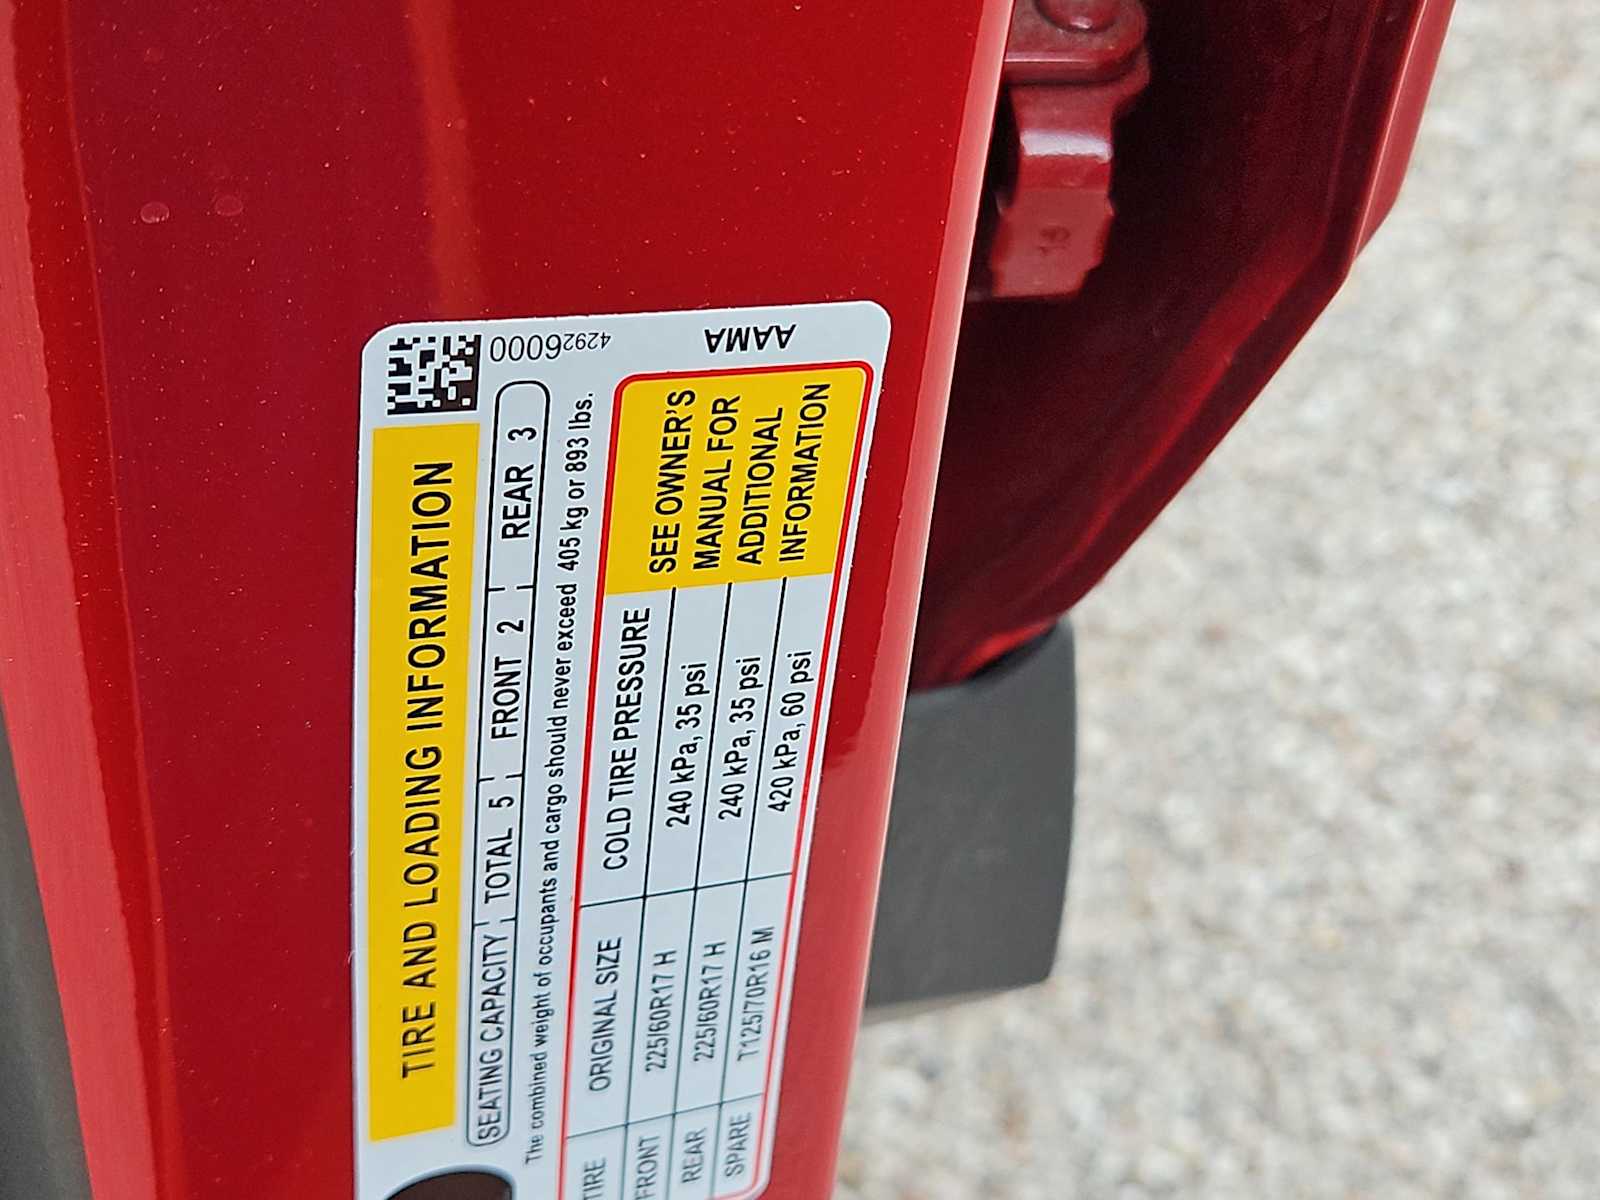 TIRE AND LOADING INFORMATION
SEATING CAPACITY TOTAL 5 FRONT 2 REAR 3
The combined weight of occupants and cargo should never exceed 405 kg or 893 lbs.
TIRE ORIGINAL SIZE COLD TIRE PRESSURE
FRONT 225/60R17 H 240 kPa, 35 psi
REAR 225/60R17 H 240 kPa, 35 psi
SPARE T125/70R16 M 420 kPa, 60 psi
SEE OWNER'S
MANUAL FOR
ADDITIONAL
INFORMATION
42926000
AAMA